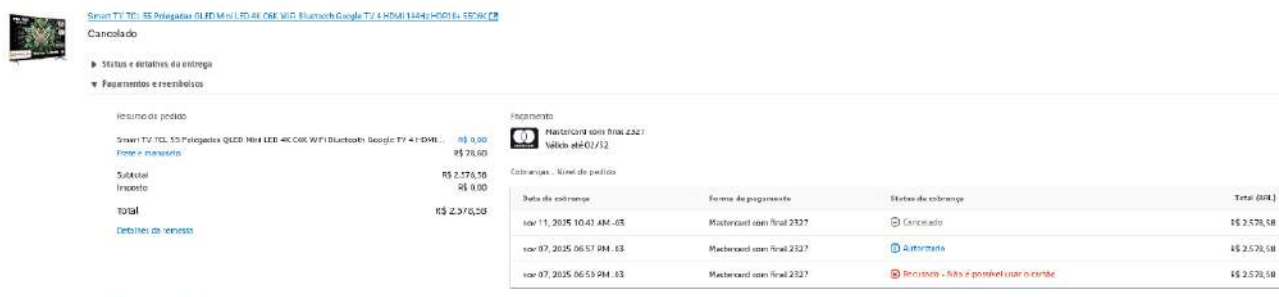 Smart TV TCL 55 Polegadas QLED Mini LED 4K C6K WiFi Bluetooth Google TV 4 HDMI 144Hz HDR10+ 55C6K
Cancelado
Status e detalhes da entrega
Pagamentos e reembolsos
Resumo do pedido
Smart TV TCL 55 Polegadas QLED Mini LED 4K C6K WiFi Bluetooth Google TV 4 HDMI... R$ 0,00
Frete e manuseio R$ 78,60
Subtotal R$ 2.578,58
Imposto R$ 0,00
Total R$ 2.578,58
Detalhes da remessa
Pagamento
Mastercard com final 2327
Válido até 02/32
Cobranças - Nível do pedido
Data da cobrança Forma de pagamento Status da cobrança Total (BRL)
nov 11, 2025 10:42 AM -03 Mastercard com final 2327 Cancelado R$ 2.578,58
nov 07, 2025 06:57 PM -03 Mastercard com final 2327 Autorizado R$ 2.578,58
nov 07, 2025 06:50 PM -03 Mastercard com final 2327 Recusado - Não é possível usar o cartão R$ 2.578,58